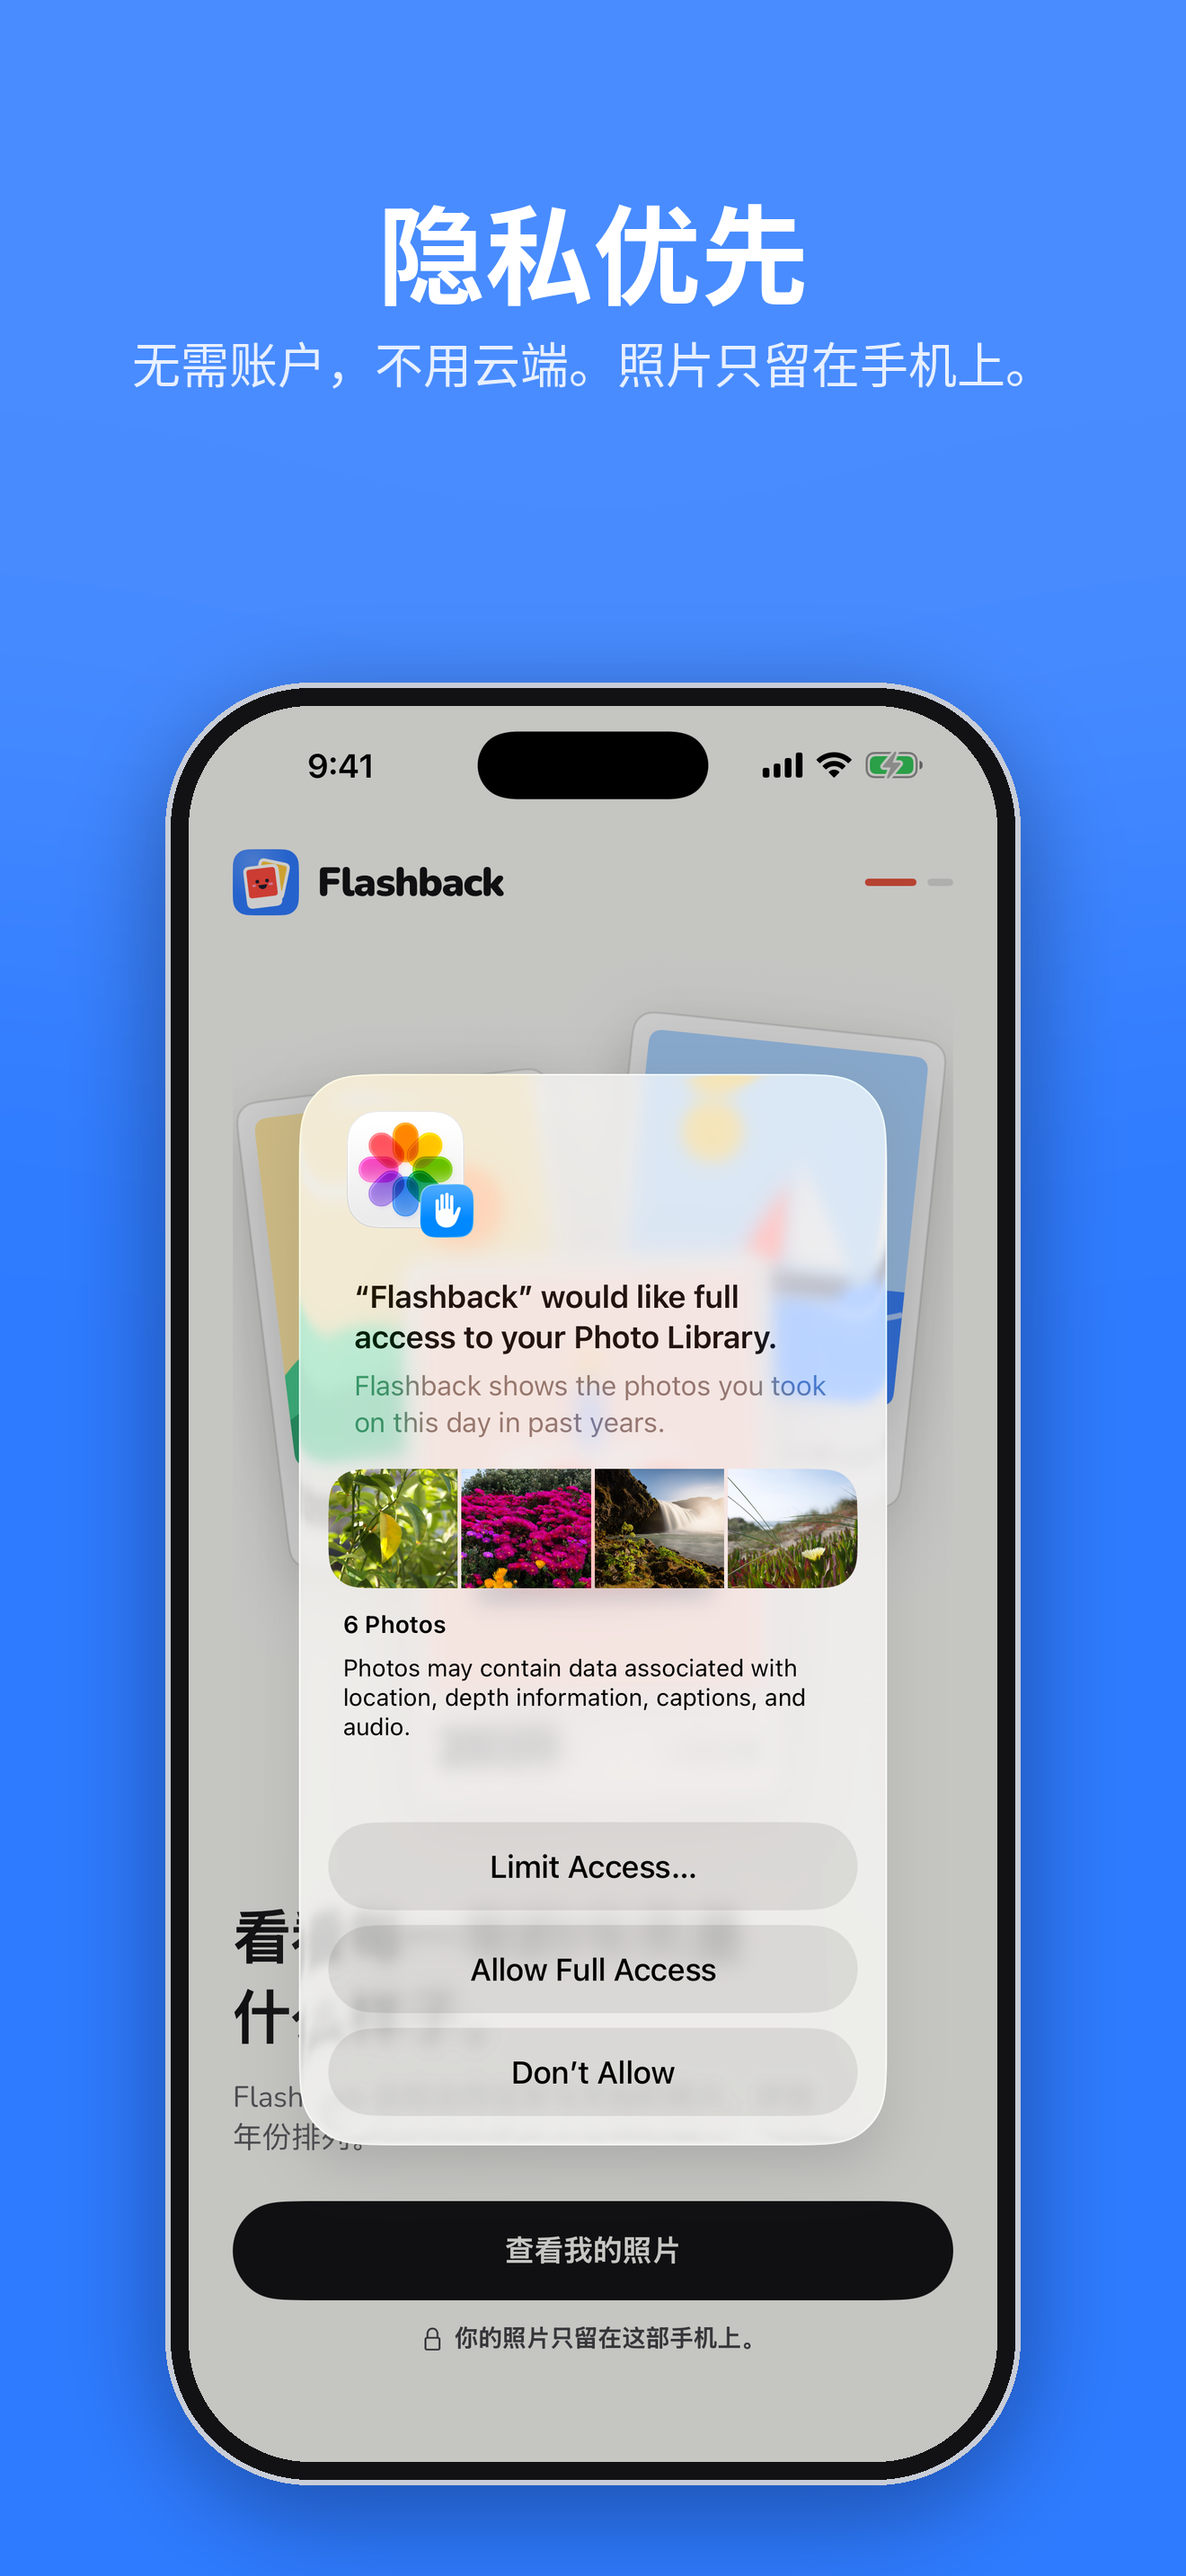 隐私优先
无需账户，不用云端。照片只留在手机上。
9:41
Flashback
“Flashback” would like full
access to your Photo Library.
Flashback shows the photos you took
on this day in past years.
6 Photos
Photos may contain data associated with
location, depth information, captions, and
audio.
Limit Access...
Allow Full Access
Don’t Allow
看
什
Flash
年份排列。
查看我的照片
你的照片只留在这部手机上。